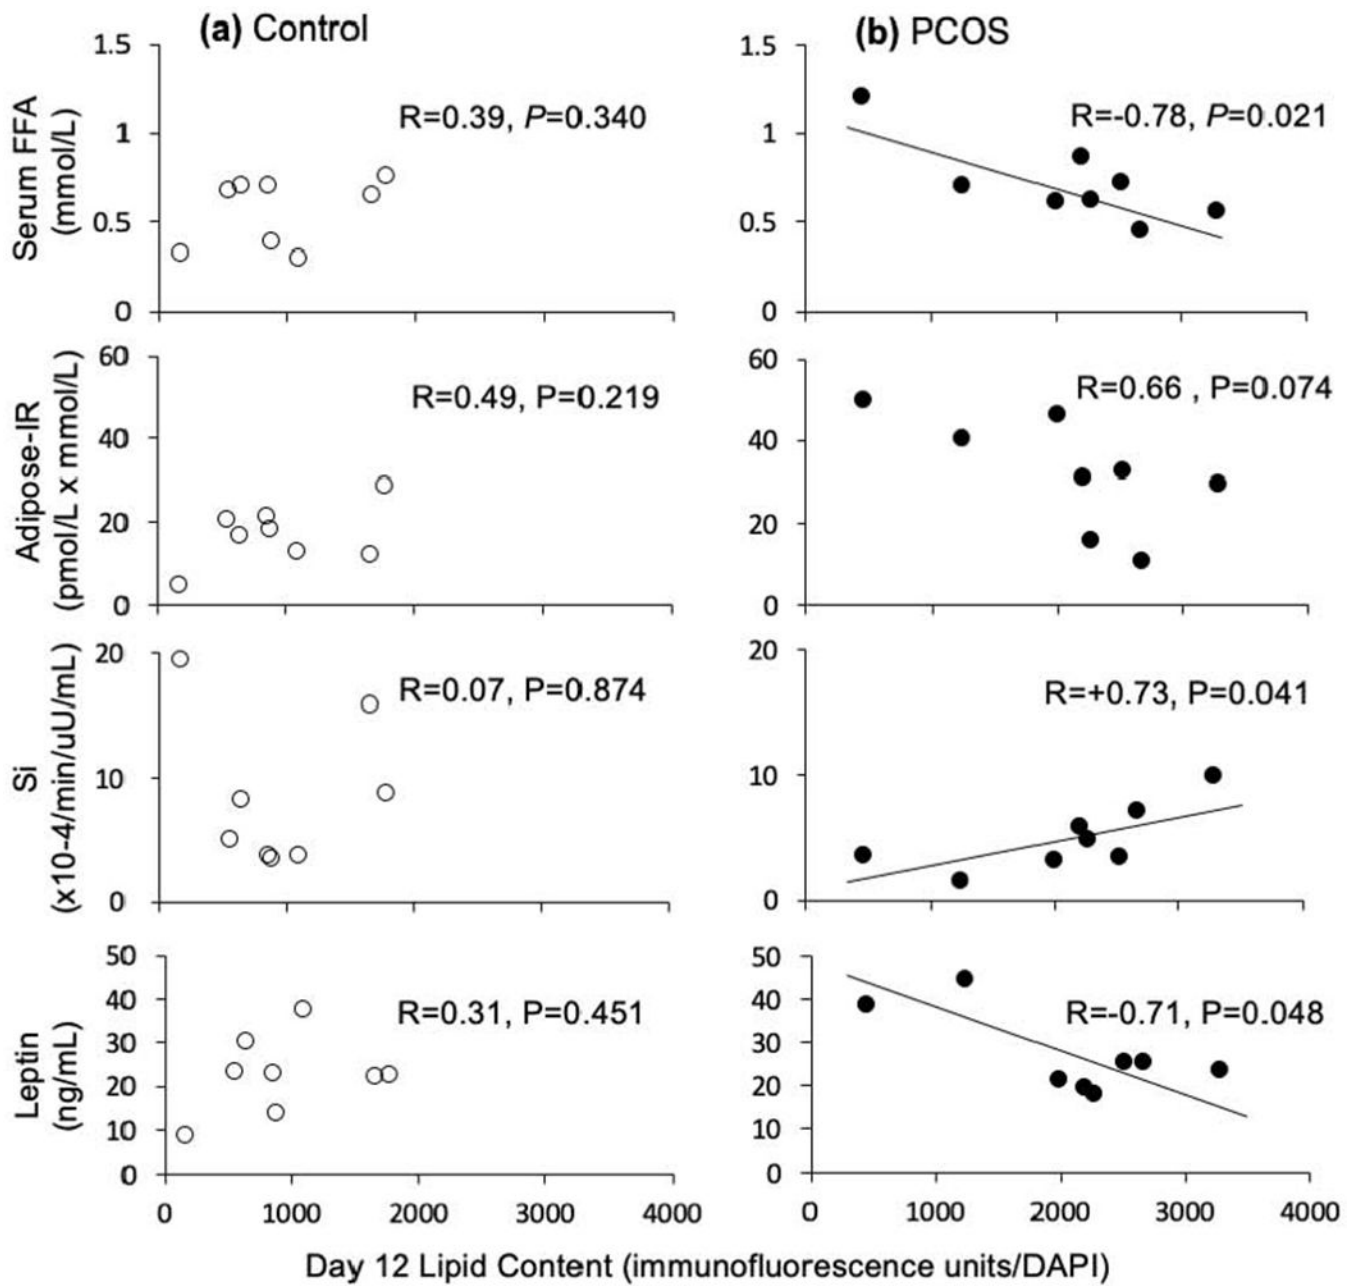 (a) Control
(b) PCOS
Serum FFA
(mmol/L)
1.5
1
0.5
0
R=0.39, P=0.340
1.5
1
0.5
0
R=-0.78, P=0.021
Adipose-IR
(pmol/L x mmol/L)
60
40
20
0
R=0.49, P=0.219
60
40
20
0
R=0.66 , P=0.074
Si
(x10-4/min/uU/mL)
20
10
0
R=0.07, P=0.874
20
10
0
R=+0.73, P=0.041
Leptin
(ng/mL)
50
40
30
20
10
0
R=0.31, P=0.451
50
40
30
20
10
0
R=-0.71, P=0.048
0 1000 2000 3000 4000
0 1000 2000 3000 4000
Day 12 Lipid Content (immunofluorescence units/DAPI)